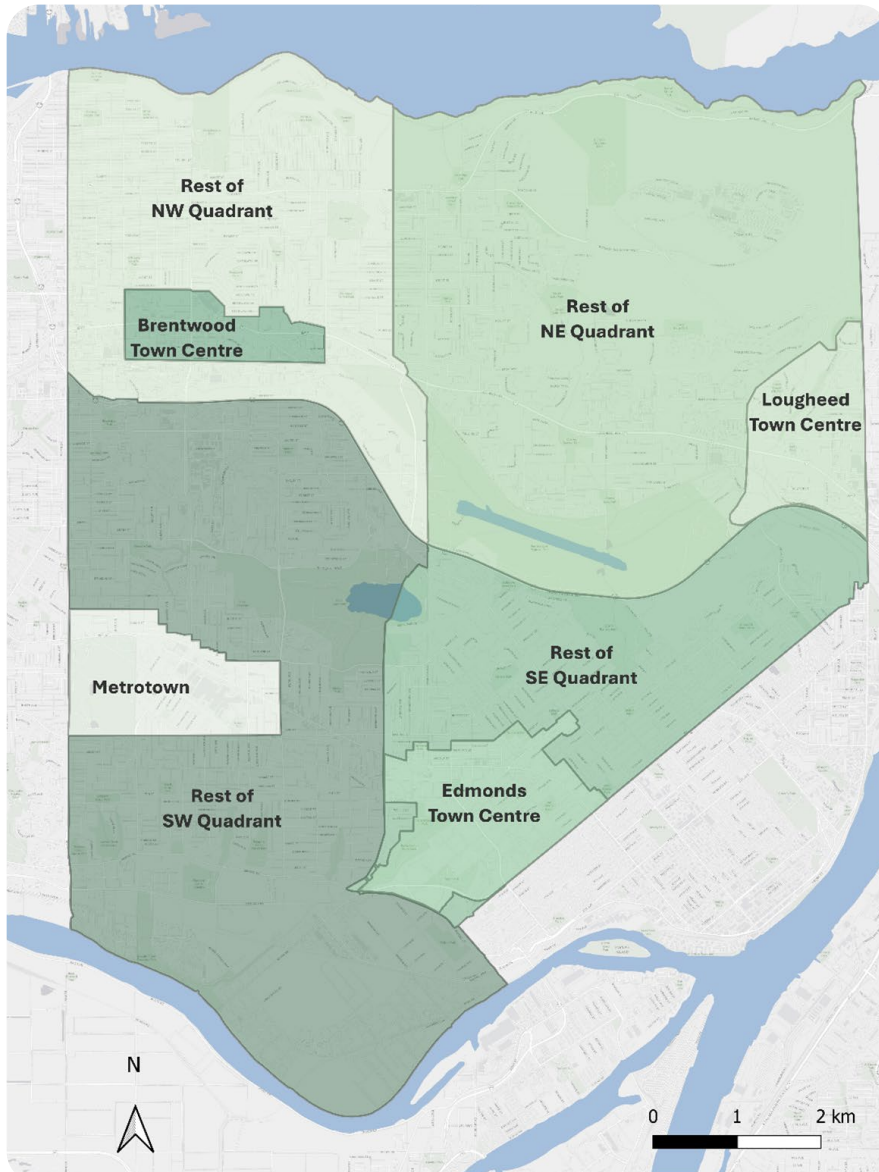 Rest of
NW Quadrant
Brentwood
Town Centre
Rest of
NE Quadrant
Lougheed
Town Centre
Metrotown
Rest of
SE Quadrant
Rest of
SW Quadrant
Edmonds
Town Centre
N
0 1 2 km